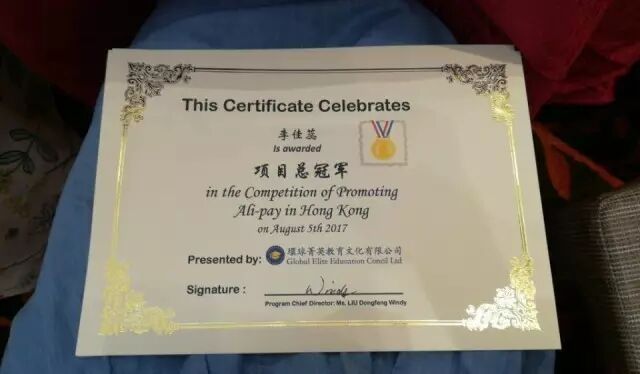 This Certificate Celebrates
李佳蕊
Is awarded
项目总冠军
in the Competition of Promoting
Ali-pay in Hong Kong
on August 5th 2017
Presented by: 環球菁英教育文化有限公司
Global Elite Education Concil Ltd
Signature : Windy
Program Chief Director: Ms. LIU Dongfeng Windy